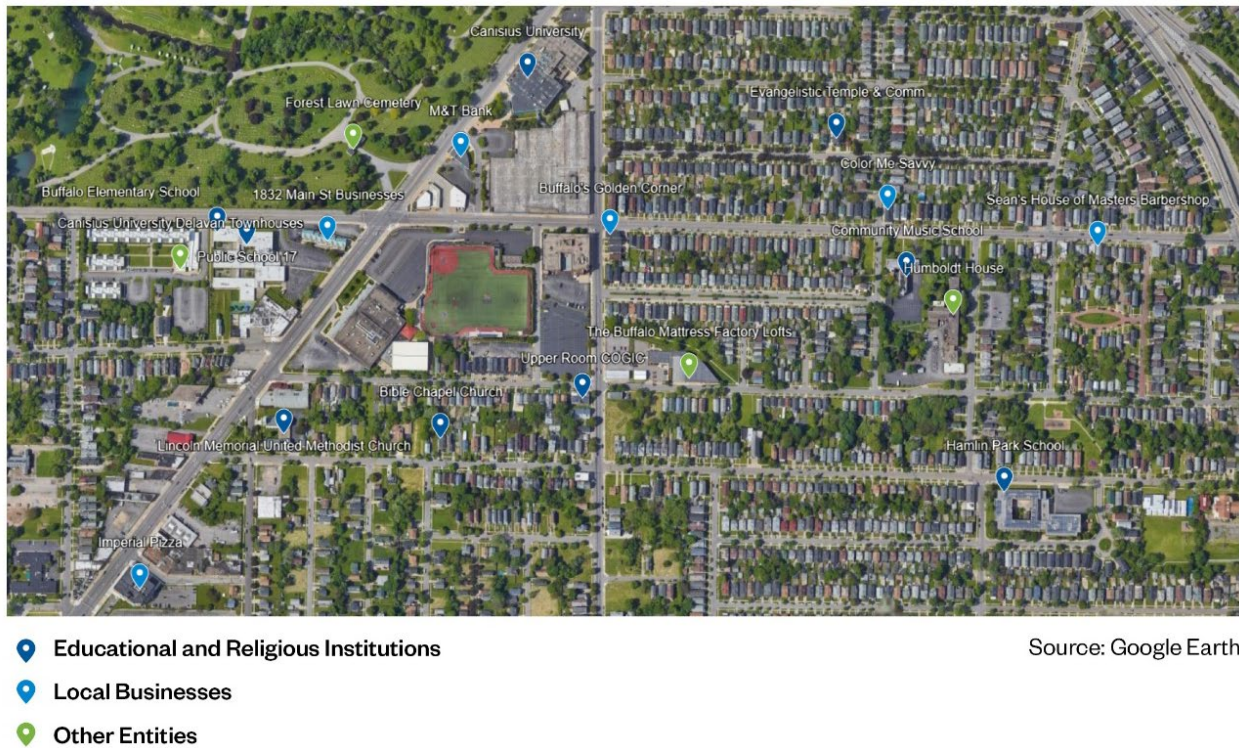 Canisius University
Evangelistic Temple & Comm...
Forest Lawn Cemetery
M&T Bank
Color Me Savvy
Buffalo Elementary School
1832 Main St Businesses
Buffalo's Golden Corner
Sean's House of Masters Barbershop
Canisius University Delavan Townhouses
Community Music School
Public School 17
Humboldt House
The Buffalo Mattress Factory Lofts
Upper Room COGIC
Bible Chapel Church
Lincoln Memorial United Methodist Church
Hamlin Park School
Imperial Pizza
Educational and Religious Institutions
Source: Google Earth
Local Businesses
Other Entities